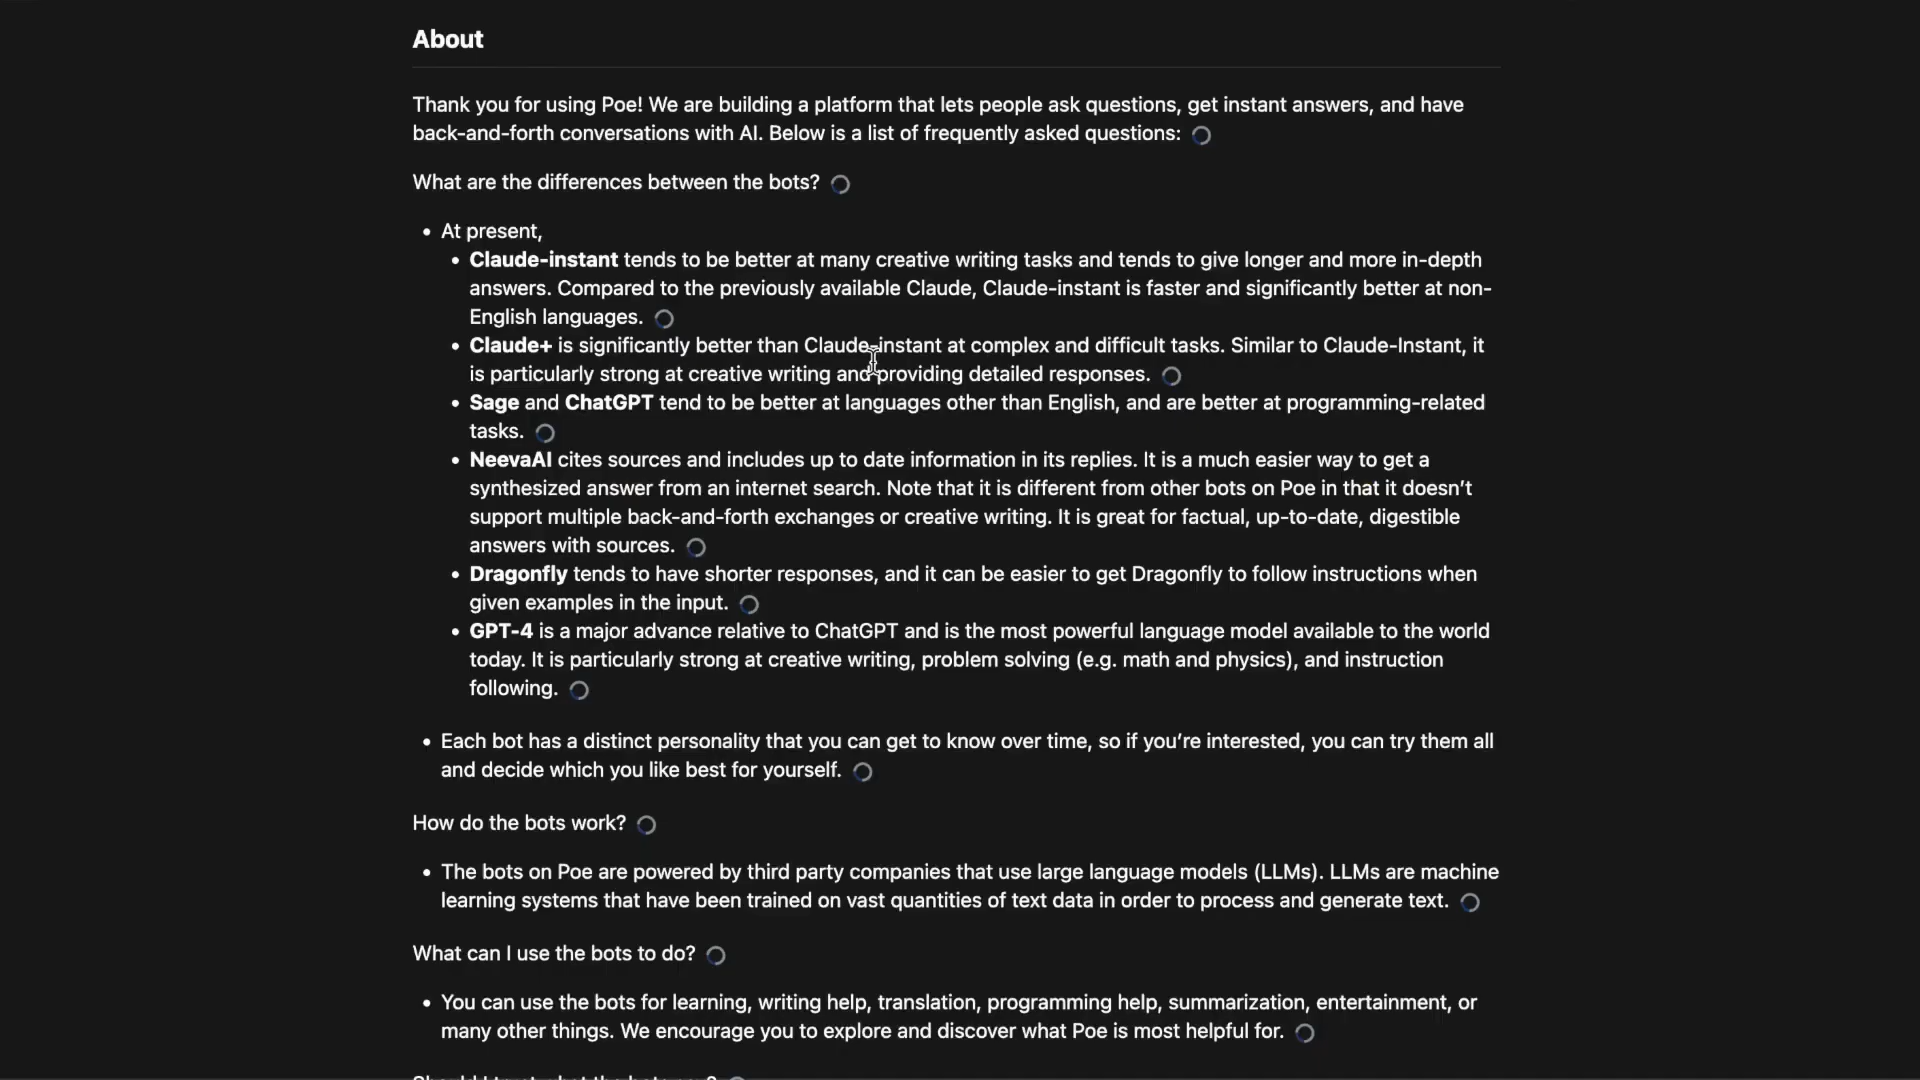 About
Thank you for using Poe! We are building a platform that lets people ask questions, get instant answers, and have
back-and-forth conversations with AI. Below is a list of frequently asked questions:
What are the differences between the bots?
• At present,
• Claude-instant tends to be better at many creative writing tasks and tends to give longer and more in-depth
answers. Compared to the previously available Claude, Claude-instant is faster and significantly better at non-
English languages.
• Claude+ is significantly better than Claude-instant at complex and difficult tasks. Similar to Claude-Instant, it
is particularly strong at creative writing and providing detailed responses.
• Sage and ChatGPT tend to be better at languages other than English, and are better at programming-related
tasks.
• NeevaAI cites sources and includes up to date information in its replies. It is a much easier way to get a
synthesized answer from an internet search. Note that it is different from other bots on Poe in that it doesn’t
support multiple back-and-forth exchanges or creative writing. It is great for factual, up-to-date, digestible
answers with sources.
• Dragonfly tends to have shorter responses, and it can be easier to get Dragonfly to follow instructions when
given examples in the input.
• GPT-4 is a major advance relative to ChatGPT and is the most powerful language model available to the world
today. It is particularly strong at creative writing, problem solving (e.g. math and physics), and instruction
following.
• Each bot has a distinct personality that you can get to know over time, so if you’re interested, you can try them all
and decide which you like best for yourself.
How do the bots work?
• The bots on Poe are powered by third party companies that use large language models (LLMs). LLMs are machine
learning systems that have been trained on vast quantities of text data in order to process and generate text.
What can I use the bots to do?
• You can use the bots for learning, writing help, translation, programming help, summarization, entertainment, or
many other things. We encourage you to explore and discover what Poe is most helpful for.